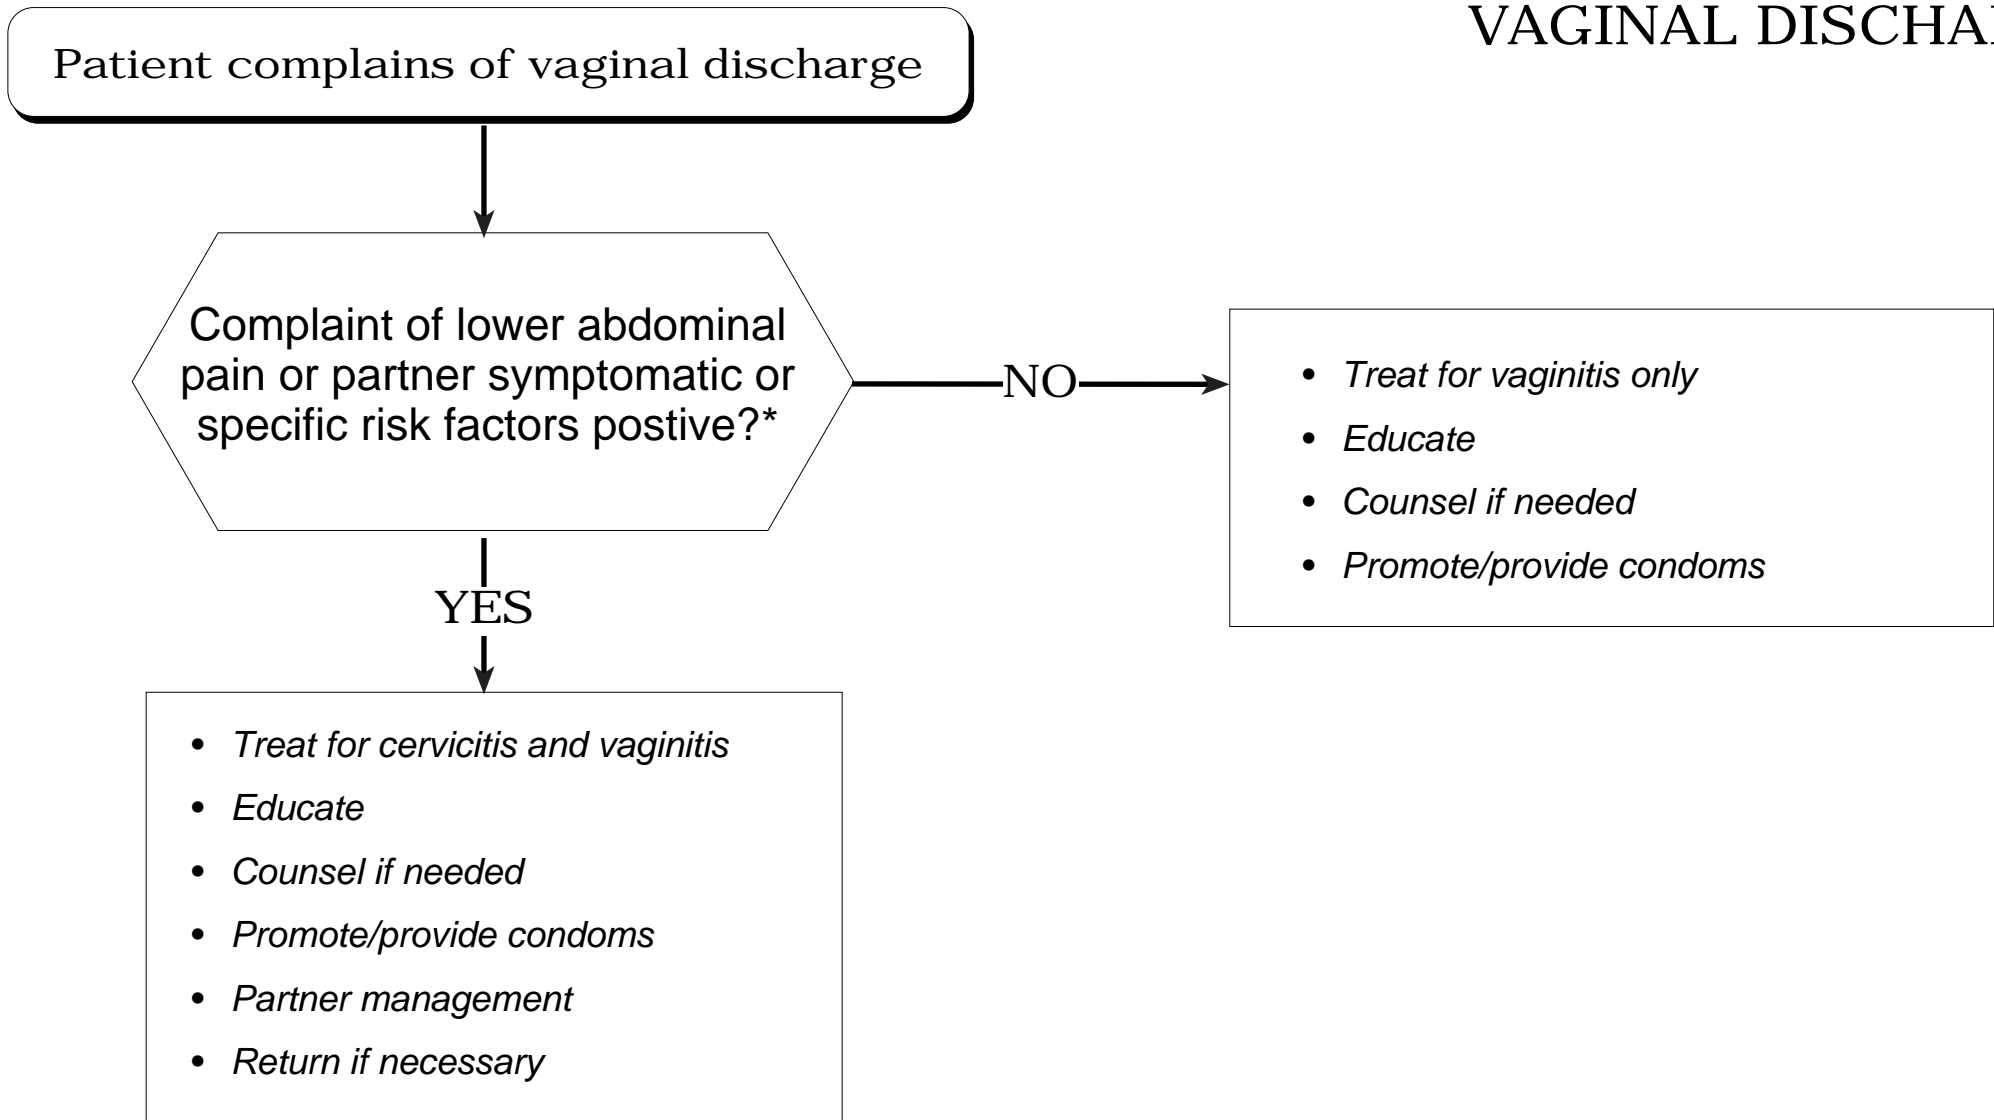 VAGINAL DISCHA
Patient complains of vaginal discharge
Complaint of lower abdominal
pain or partner symptomatic or
specific risk factors postive?*
NO
• Treat for vaginitis only
• Educate
• Counsel if needed
• Promote/provide condoms
YES
• Treat for cervicitis and vaginitis
• Educate
• Counsel if needed
• Promote/provide condoms
• Partner management
• Return if necessary